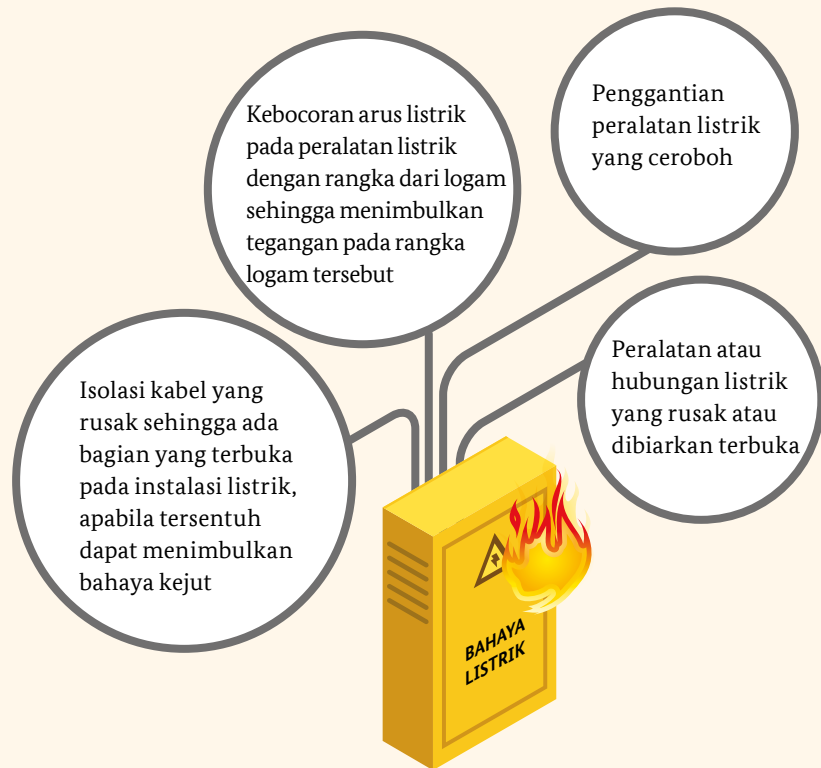 Kebocoran arus listrik
pada peralatan listrik
dengan rangka dari logam
sehingga menimbulkan
tegangan pada rangka
logam tersebut
Penggantian
peralatan listrik
yang ceroboh
Isolasi kabel yang
rusak sehingga ada
bagian yang terbuka
pada instalasi listrik,
apabila tersentuh
dapat menimbulkan
bahaya kejut
Peralatan atau
hubungan listrik
yang rusak atau
dibiarkan terbuka
BAHAYA
LISTRIK